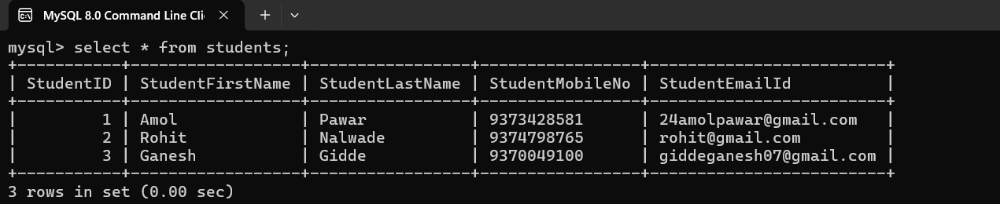 MySQL 8.0 Command Line Cli
mysql> select * from students;
+-----------+------------------+-----------------+-----------------+-------------------------+
| StudentID | StudentFirstName | StudentLastName | StudentMobileNo | StudentEmailId          |
+-----------+------------------+-----------------+-----------------+-------------------------+
|         1 | Amol             | Pawar           | 9373428581      | 24amolpawar@gmail.com   |
|         2 | Rohit            | Nalwade         | 9374798765      | rohit@gmail.com         |
|         3 | Ganesh           | Gidde           | 9370049100      | giddeganesh07@gmail.com |
+-----------+------------------+-----------------+-----------------+-------------------------+
3 rows in set (0.00 sec)